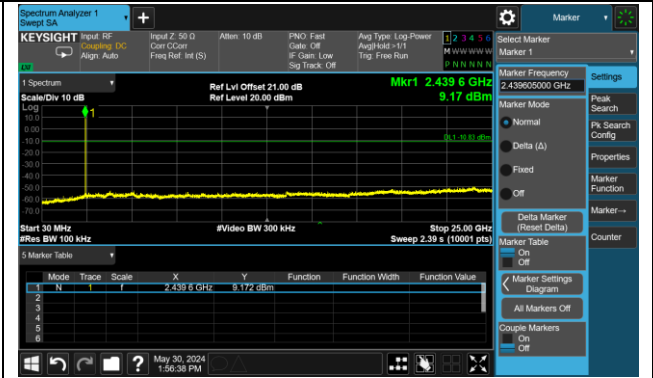 Spectrum Analyzer 1
Swept SA
+
Marker
KEYSIGHT
Input: RF
Coupling: DC
Align: Auto
Input Z: 50 Ω
Corr CCorr
Freq Ref: Int (S)
Atten: 10 dB
PNO: Fast
Gate: Off
IF Gain: Low
Sig Track: Off
Avg Type: Log-Power
Avg|Hold:>1/1
Trig: Free Run
1 2 3 4 5 6
M W W W W W
P N N N N N
LXI
Select Marker
Marker 1
1 Spectrum
Scale/Div 10 dB
Ref Lvl Offset 21.00 dB
Ref Level 20.00 dBm
Mkr1 2.439 6 GHz
9.17 dBm
Log
10.0
0.00
-10.0
-20.0
-30.0
-40.0
-50.0
-60.0
-70.0
1
DL1 -10.83 dBm
Start 30 MHz
#Res BW 100 kHz
#Video BW 300 kHz
Stop 25.00 GHz
Sweep 2.39 s (10001 pts)
5 Marker Table
Mode Trace Scale X Y Function Function Width Function Value
1 N 1 f 2.439 6 GHz 9.172 dBm
2
3
4
5
6
Marker Frequency
2.439605000 GHz
Marker Mode
Normal
Delta (Δ)
Fixed
Off
Delta Marker
(Reset Delta)
Marker Table
On
Off
Marker Settings
Diagram
All Markers Off
Couple Markers
On
Off
Settings
Peak
Search
Pk Search
Config
Properties
Marker
Function
Marker→
Counter
?
May 30, 2024
1:56:38 PM